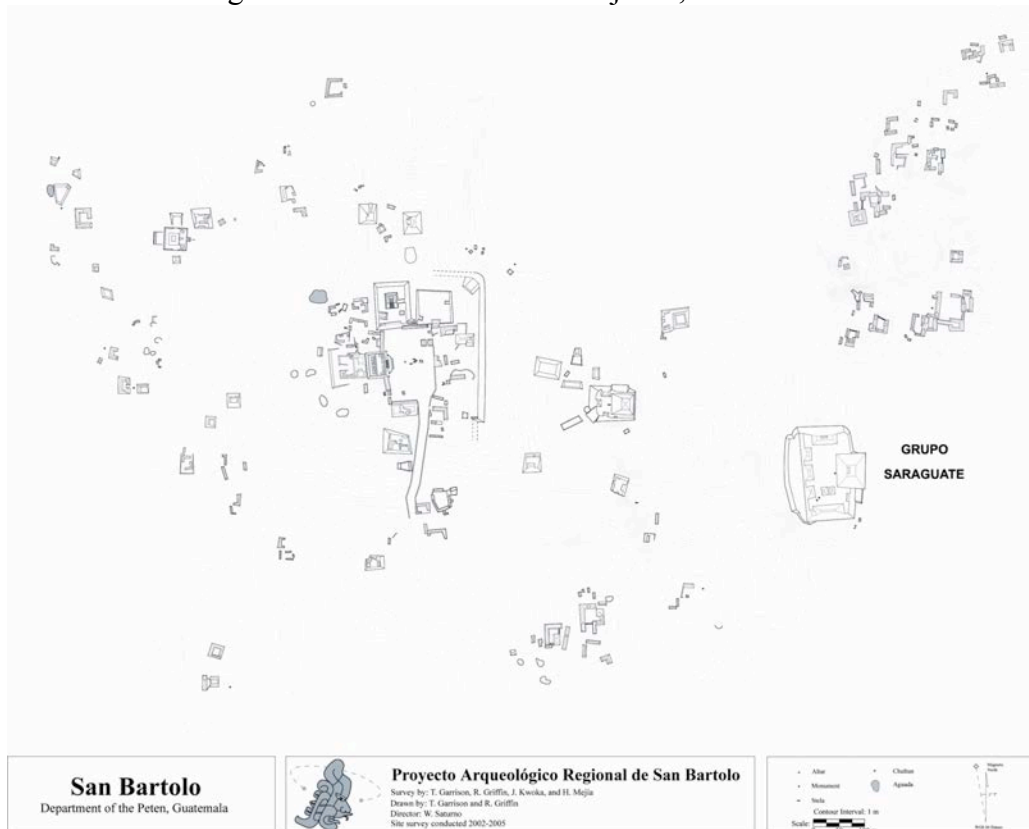 GRUPO
SARAGUATE
San Bartolo
Department of the Peten, Guatemala
Proyecto Arqueológico Regional de San Bartolo
Survey by: T. Garrison, R. Griffin, J. Kwoka, and H. Mejia
Drawn by: T. Garrison and R. Griffin
Director: W. Saturno
Site survey conducted 2002-2005
Altar
Chultun
Monument
Aguada
Stela
Contour Interval: 1 m
Scale:
Magnetic
North